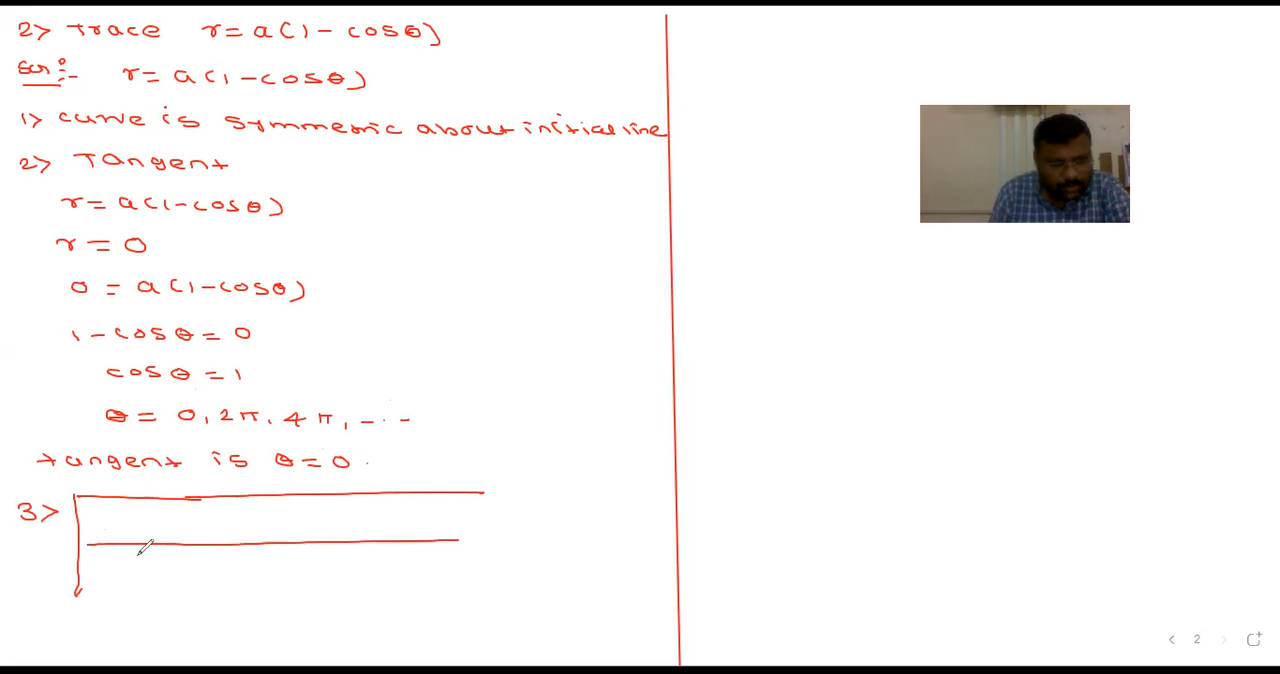 2> Trace r = a(1 - cosθ)
Soln :- r = a(1 - cosθ)
1> curve is symmetric about initial line
2> Tangent
r = a(1 - cosθ)
r = 0
0 = a(1 - cosθ)
1 - cosθ = 0
cosθ = 1
θ = 0, 2π, 4π, - - -
tangent is θ = 0.
3>
2